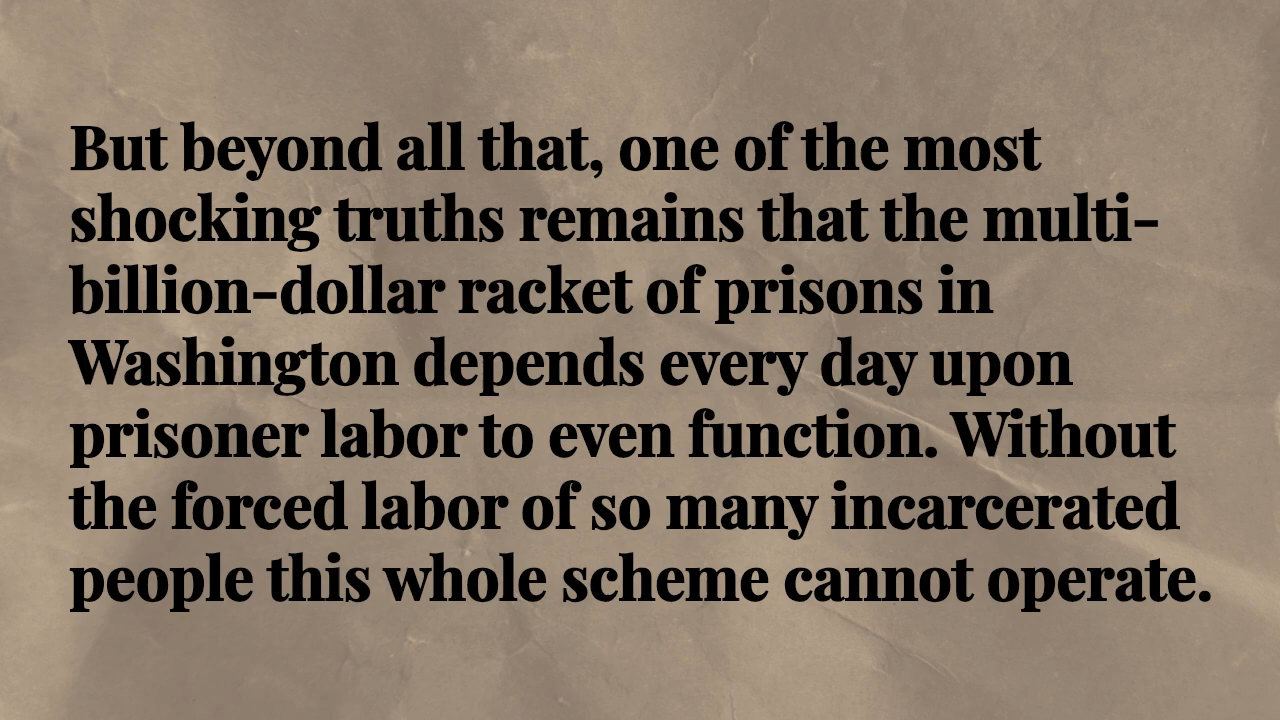 But beyond all that, one of the most
shocking truths remains that the multi-
billion-dollar racket of prisons in
Washington depends every day upon
prisoner labor to even function. Without
the forced labor of so many incarcerated
people this whole scheme cannot operate.